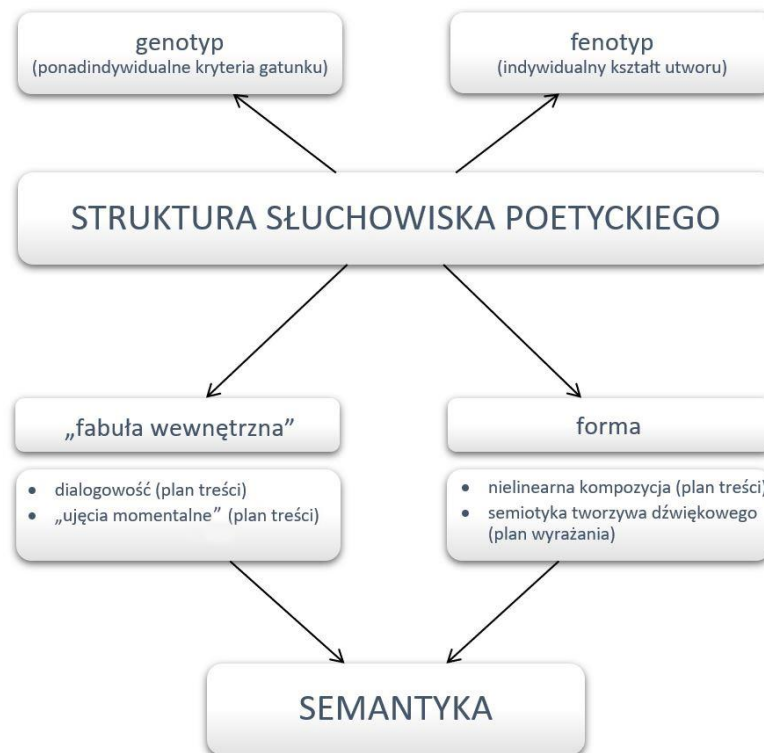 genotyp
(ponadindywidualne kryteria gatunku)
fenotyp
(indywidualny kształt utworu)
STRUKTURA SŁUCHOWISKA POETYCKIEGO
„fabuła wewnętrzna”
• dialogowość (plan treści)
• „ujęcia momentalne” (plan treści)
forma
• nielinearna kompozycja (plan treści)
• semiotyka tworzywa dźwiękowego
(plan wyrażania)
SEMANTYKA